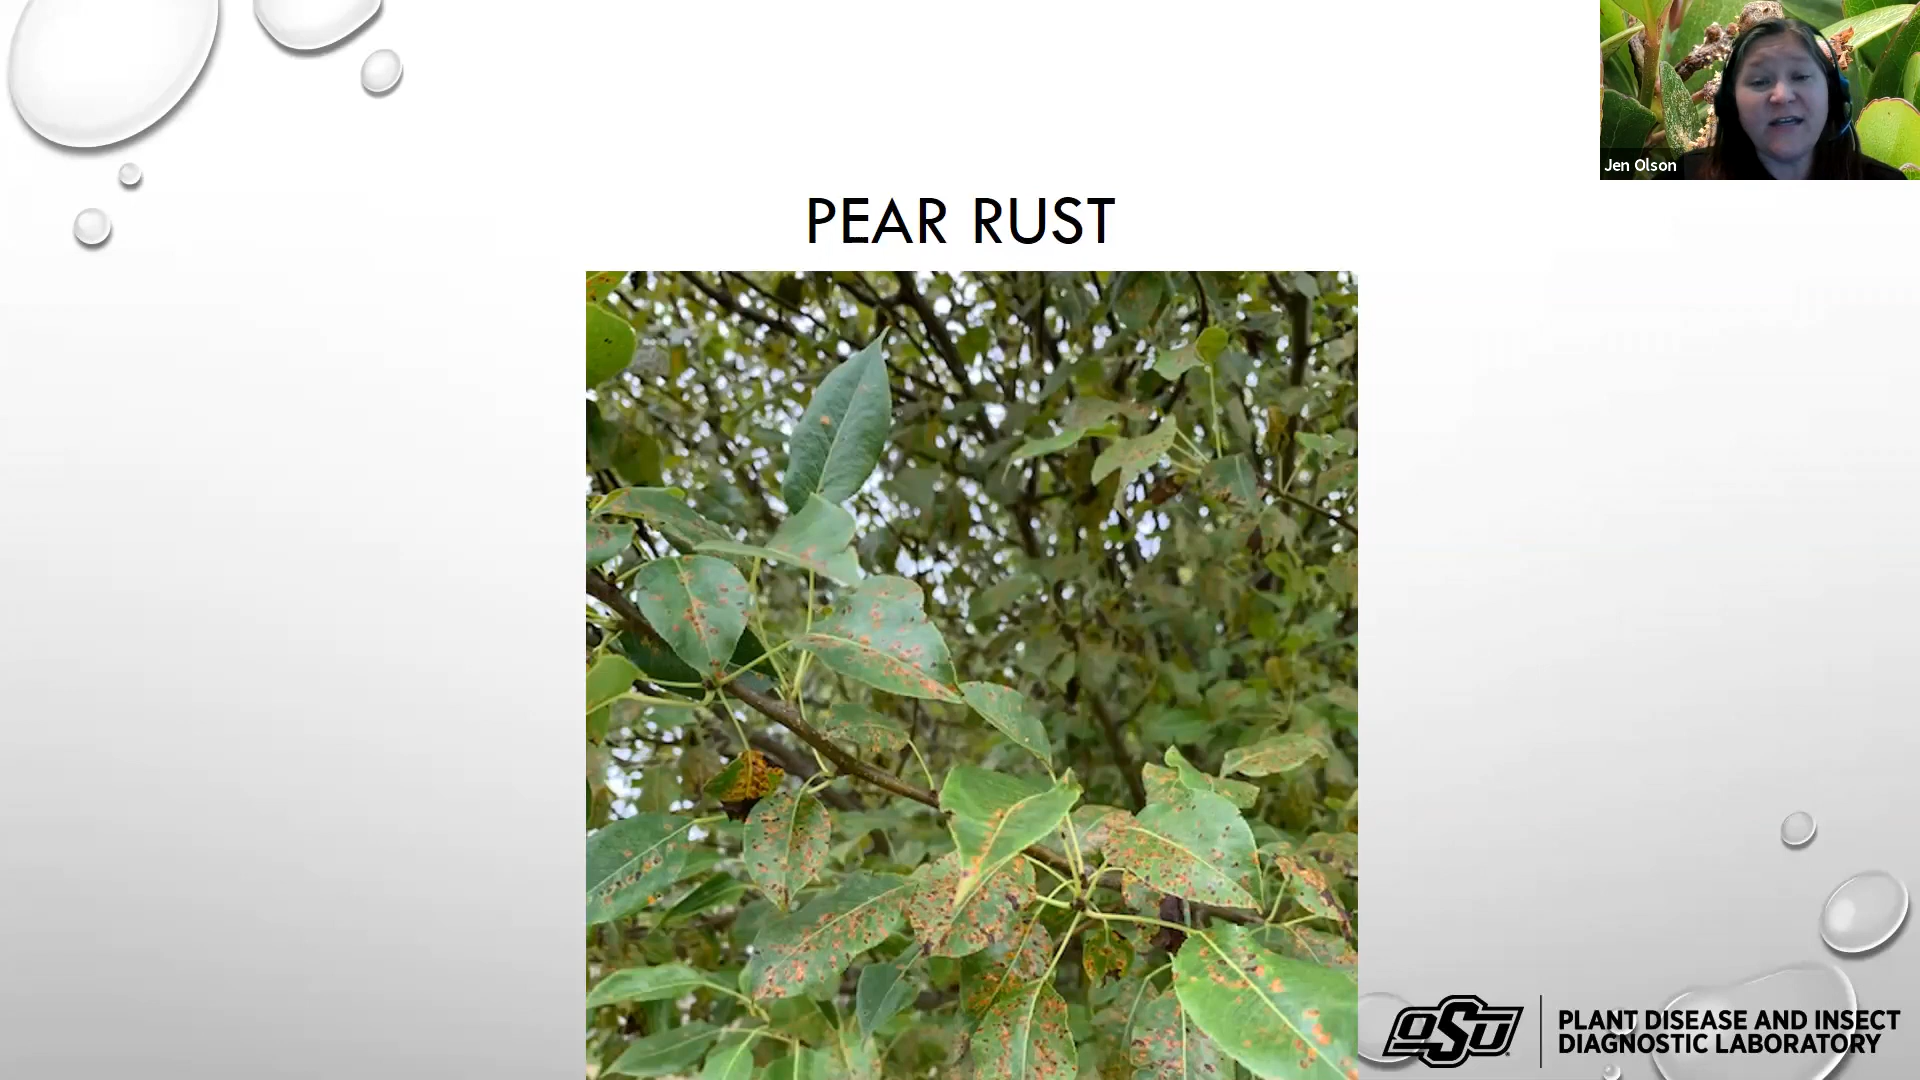 Jen Olson
PEAR RUST
OSU
PLANT DISEASE AND INSECT
DIAGNOSTIC LABORATORY